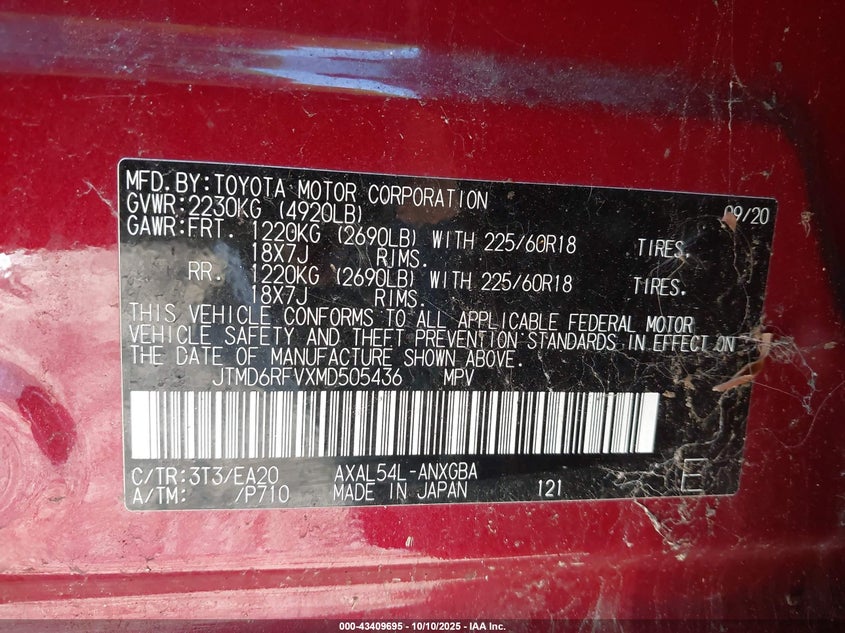 MFD.BY:TOYOTA MOTOR CORPORATION 09/20
GVWR:2230KG (4920LB)
GAWR:FRT. 1220KG (2690LB) WITH 225/60R18 TIRES.
18X7J RIMS.
RR. 1220KG (2690LB) WITH 225/60R18 TIRES.
18X7J RIMS.
THIS VEHICLE CONFORMS TO ALL APPLICABLE FEDERAL MOTOR
VEHICLE SAFETY AND THEFT PREVENTION STANDARDS IN EFFECT ON
THE DATE OF MANUFACTURE SHOWN ABOVE.
JTMD6RFVXMD505436 MPV
C/TR:3T3/EA20 AXAL54L-ANXGBA
A/TM: /P710 MADE IN JAPAN 121 E
000-43409695 - 10/10/2025 - IAA Inc.